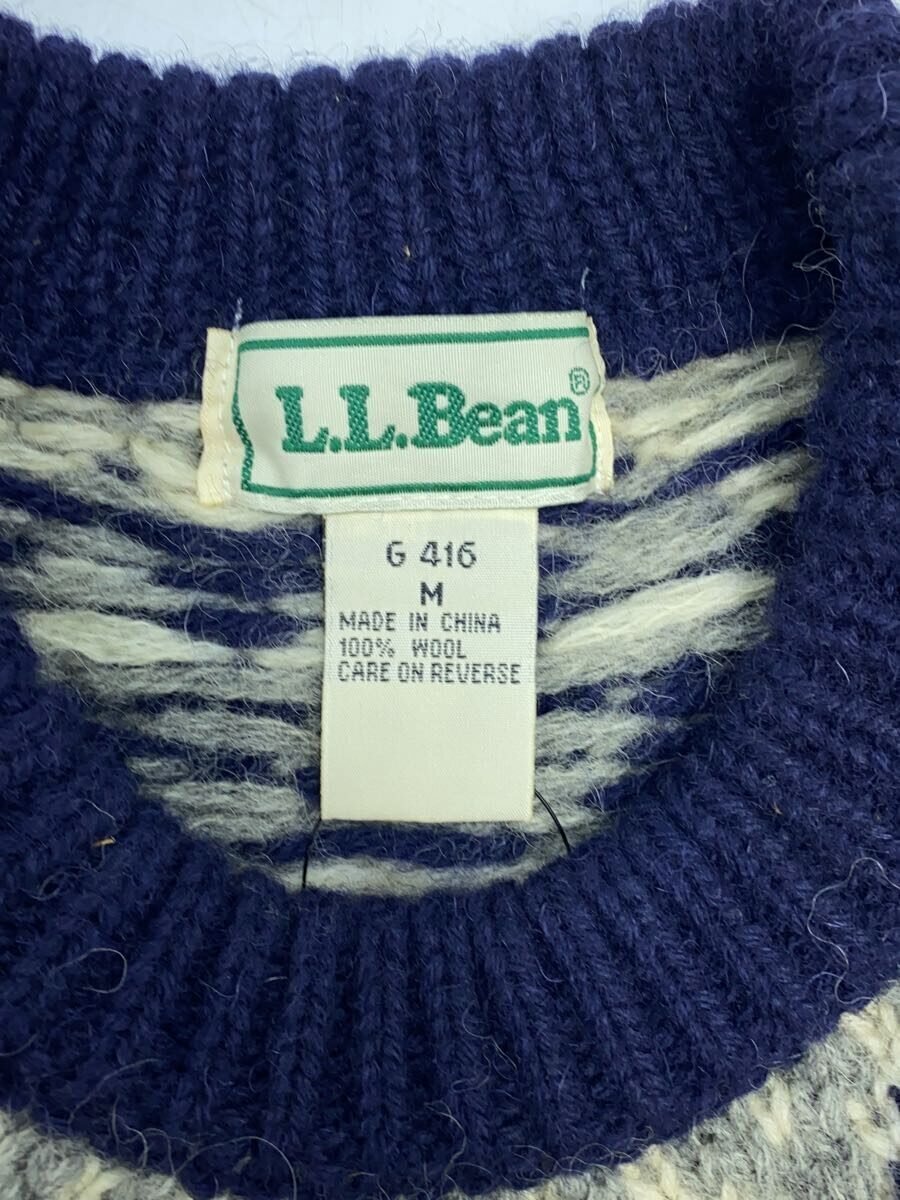 L.L.Bean®
G 416
M
MADE IN CHINA
100% WOOL
CARE ON REVERSE